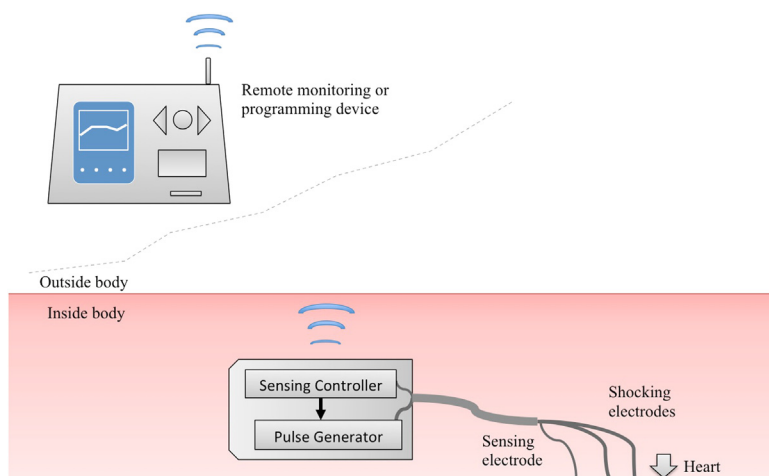 Remote monitoring or
programming device
Outside body
Inside body
Sensing Controller
Pulse Generator
Shocking
electrodes
Sensing
electrode
Heart